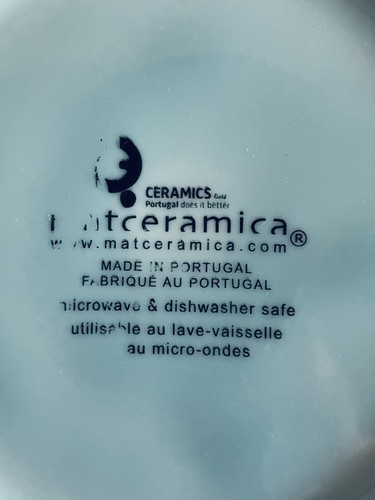 CERAMICS
Portugal does it better
matceramica®
www.matceramica.com
MADE IN PORTUGAL
FABRIQUÉ AU PORTUGAL
microwave & dishwasher safe
utilisable au lave-vaisselle
au micro-ondes